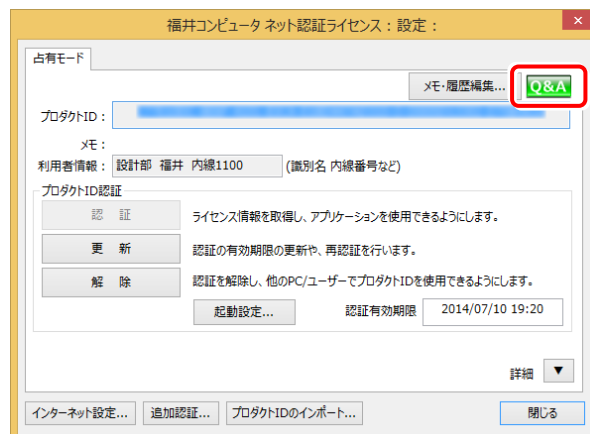 福井コンピュータ ネット認証ライセンス：設定：
占有モード
メモ・履歴編集... Q&A
プロダクトID：
メモ：
利用者情報： 設計部 福井 内線1100 (識別名 内線番号など)
プロダクトID認証
認 証 ライセンス情報を取得し、アプリケーションを使用できるようにします。
更 新 認証の有効期限の更新や、再認証を行います。
解 除 認証を解除し、他のPC/ユーザーでプロダクトIDを使用できるようにします。
起動設定... 認証有効期限 2014/07/10 19:20
詳細 ▼
インターネット設定... 追加認証... プロダクトIDのインポート... 閉じる